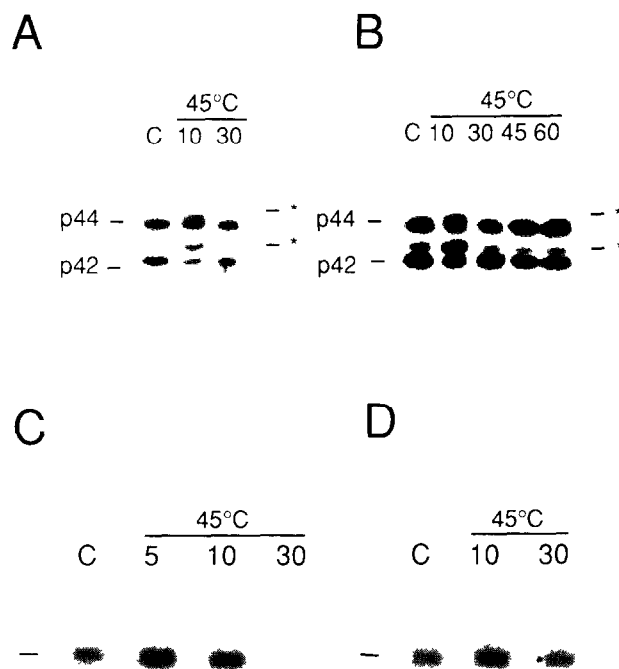 A
B
45°C
C 10 30
45°C
C 10 30 45 60
p44 – – *
p42 – – *
p44 – – *
p42 – – *
C
D
45°C
C 5 10 30
45°C
C 10 30